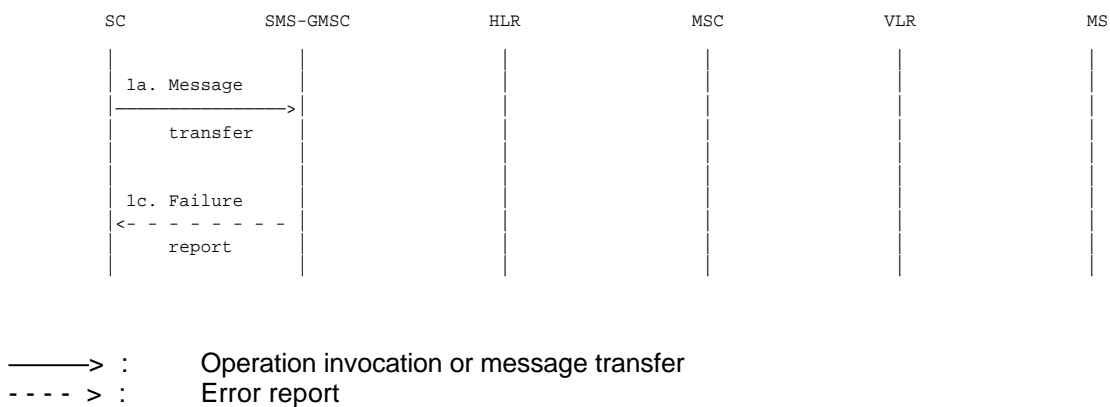 SC SMS-GMSC HLR MSC VLR MS
1a. Message
transfer
1c. Failure
report
————> : Operation invocation or message transfer
- - - - > : Error report